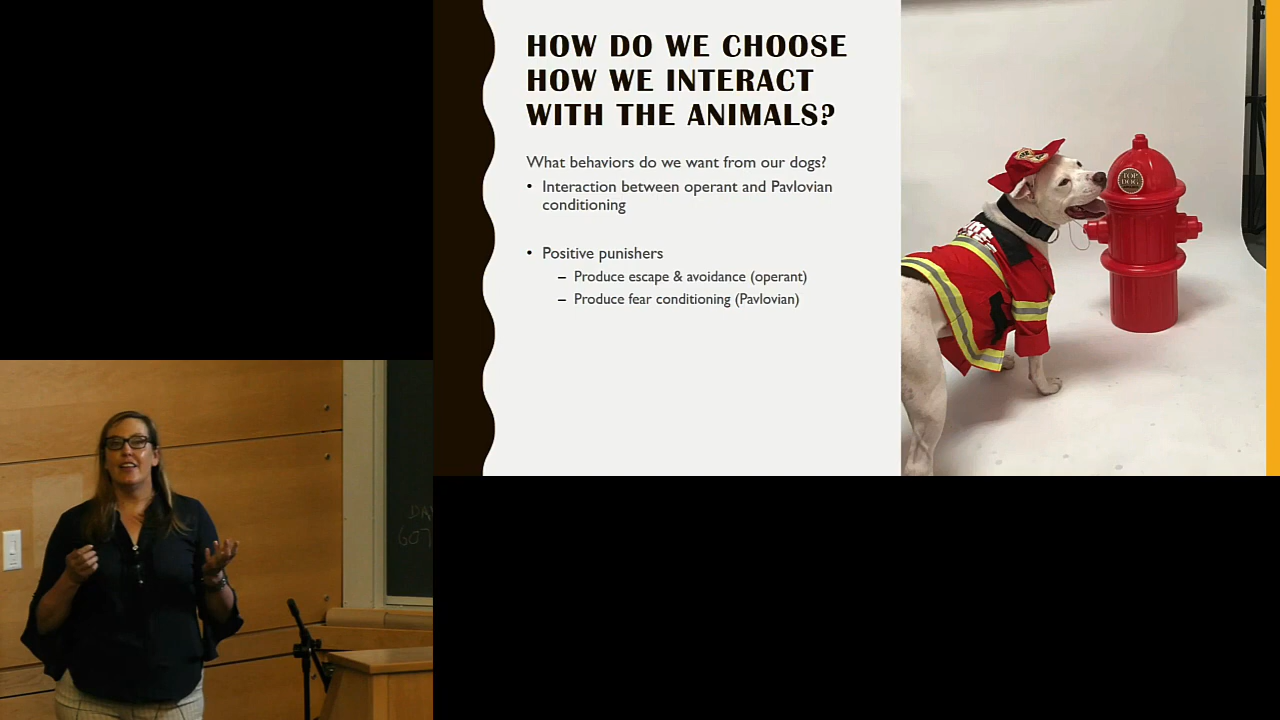 HOW DO WE CHOOSE
HOW WE INTERACT
WITH THE ANIMALS?
What behaviors do we want from our dogs?
• Interaction between operant and Pavlovian
conditioning
• Positive punishers
– Produce escape & avoidance (operant)
– Produce fear conditioning (Pavlovian)
TOP
DOG